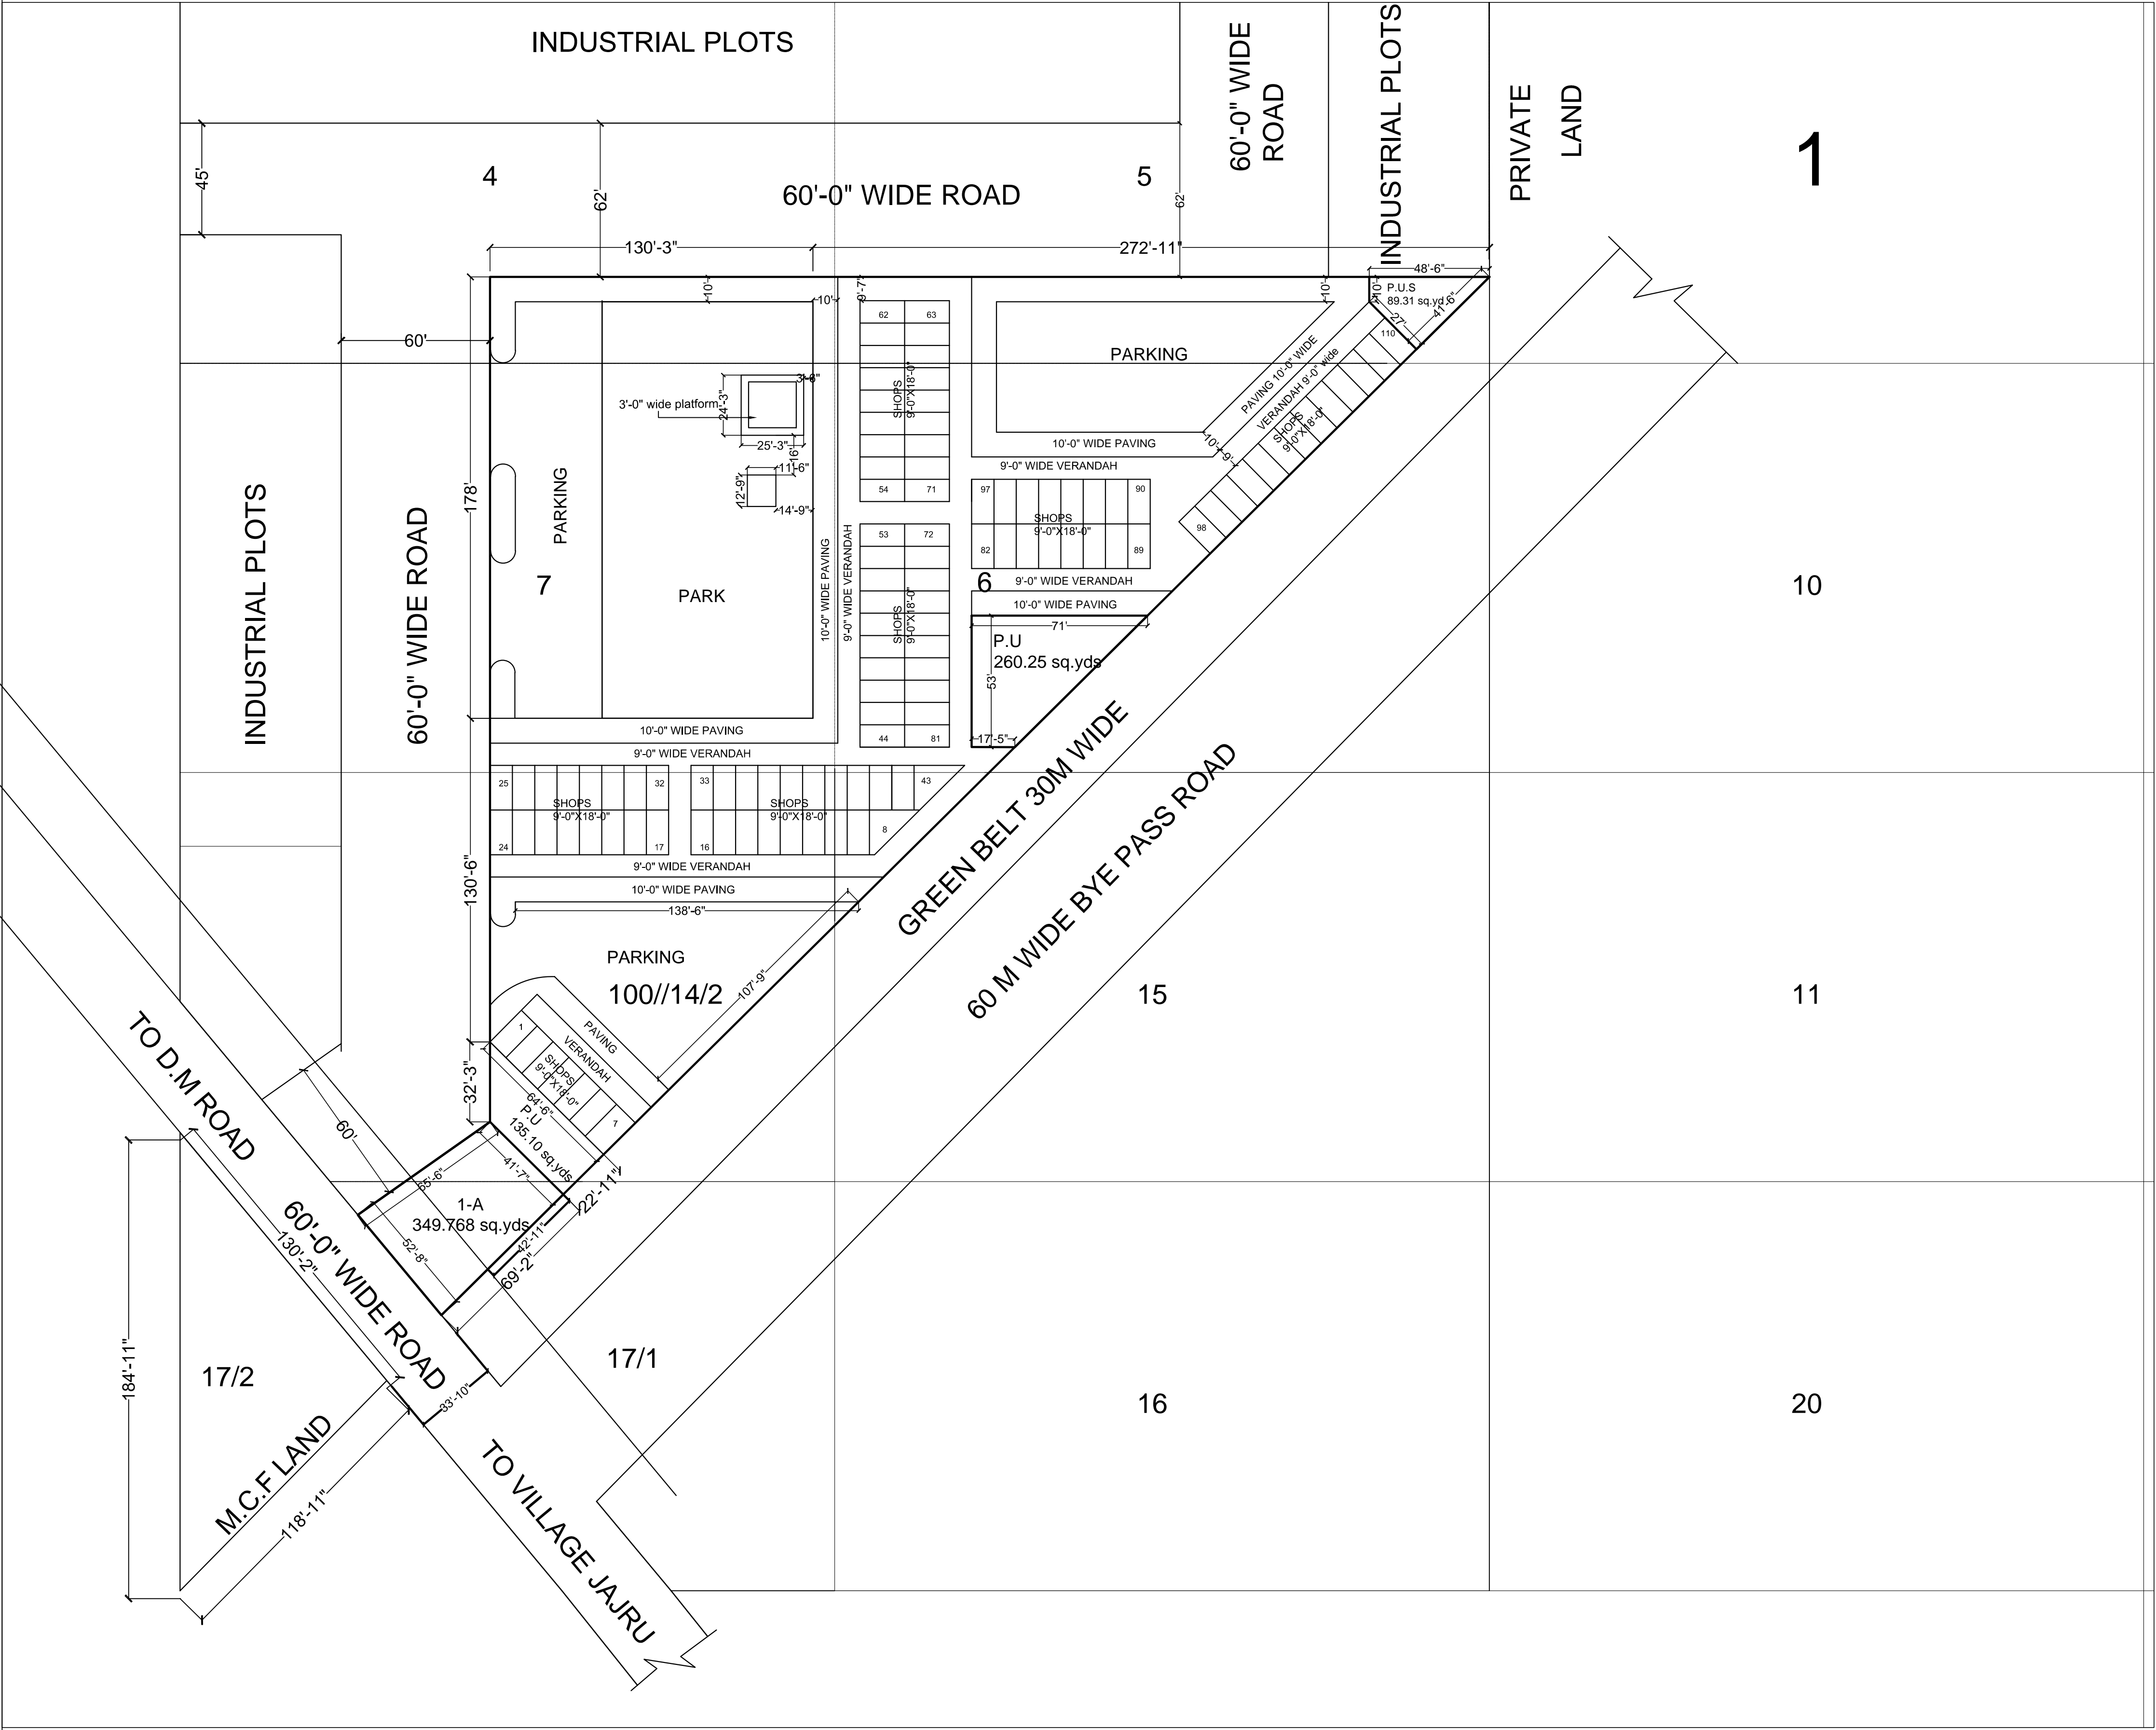 INDUSTRIAL PLOTS
60'-0" WIDE
ROAD
INDUSTRIAL PLOTS
PRIVATE
LAND
1
45'
4
62'
60'-0" WIDE ROAD
5
62'
130'-3"
272'-11"
48'-6"
P.U.S
89.31 sq.yd
41'-6"
27'
10'
10'
10'
10'
9'-7"
60'
62
63
110
PARKING
PAVING 10'-0" WIDE
VERANDAH 9'-0" wide
SHOPS
9'-0"X18'-0"
SHOPS
9'-0"X18'-0"
3'-8"
3'-0" wide platform
24'-3"
25'-3"
16'
11'-6"
12'-9"
14'-9"
10'-0" WIDE PAVING
10'
9'
9'-0" WIDE VERANDAH
178'
PARKING
54
71
97
90
SHOPS
9'-0"X18'-0"
82
89
98
53
72
INDUSTRIAL PLOTS
60'-0" WIDE ROAD
7
PARK
10'-0" WIDE PAVING
9'-0" WIDE VERANDAH
SHOPS
9'-0"X18'-0"
6
9'-0" WIDE VERANDAH
10'-0" WIDE PAVING
10
71'
P.U
260.25 sq.yds
53'
17'-5"
44
81
10'-0" WIDE PAVING
9'-0" WIDE VERANDAH
25
32
33
43
SHOPS
9'-0"X18'-0"
SHOPS
9'-0"X18'-0"
24
17
16
8
9'-0" WIDE VERANDAH
10'-0" WIDE PAVING
130'-6"
138'-6"
GREEN BELT 30M WIDE
60 M WIDE BYE PASS ROAD
PARKING
100//14/2
107'-9"
15
11
PAVING
VERANDAH
1
SHOPS
9'-0"X18'-0"
7
64'-6"
32'-3"
P.U
135.10 sq.yds
TO D.M ROAD
60'
41'-7"
65'-6"
1-A
349.768 sq.yds
22'-11"
42'-11"
52'-8"
69'-2"
60'-0" WIDE ROAD
130'-2"
184'-11"
17/2
17/1
16
20
33'-10"
M.C.F LAND
118'-11"
TO VILLAGE JAJRU